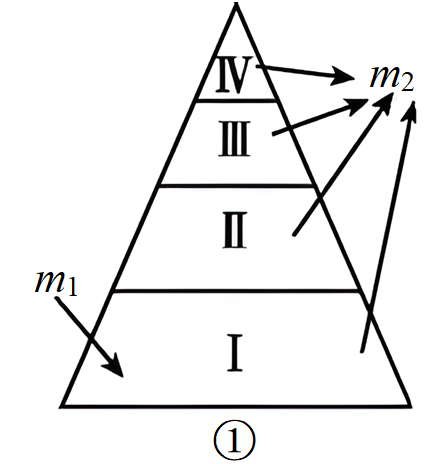 Ⅳ
m₂
Ⅲ
Ⅱ
m₁
Ⅰ
①